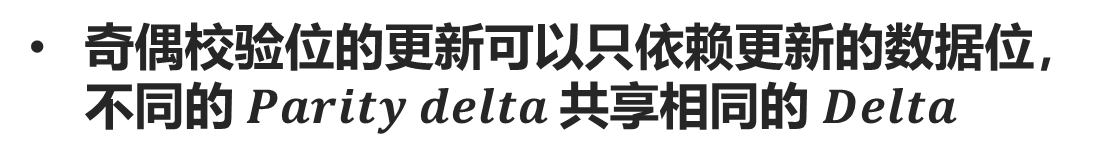 • 奇偶校验位的更新可以只依赖更新的数据位，
不同的 Parity delta 共享相同的 Delta